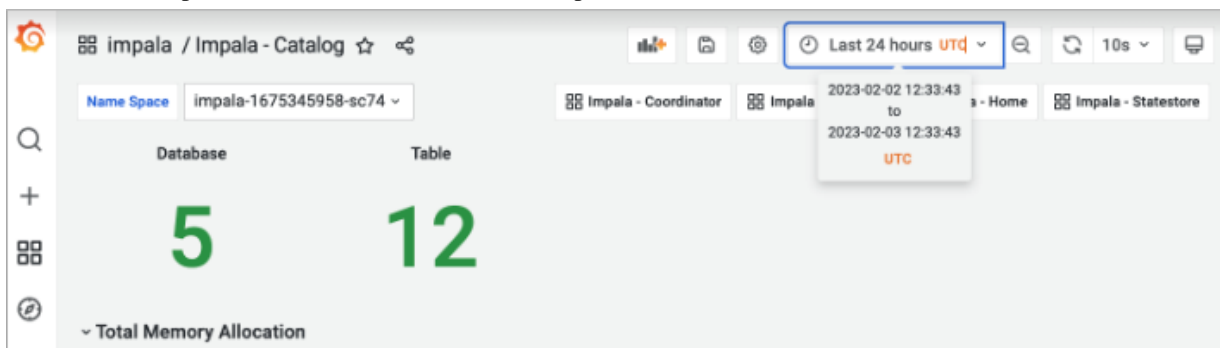 impala / Impala - Catalog
Last 24 hours UTC
10s
Name Space
impala-1675345958-sc74
Impala - Coordinator
Impala
- Home
Impala - Statestore
2023-02-02 12:33:43
to
2023-02-03 12:33:43
UTC
Database
Table
5
12
Total Memory Allocation